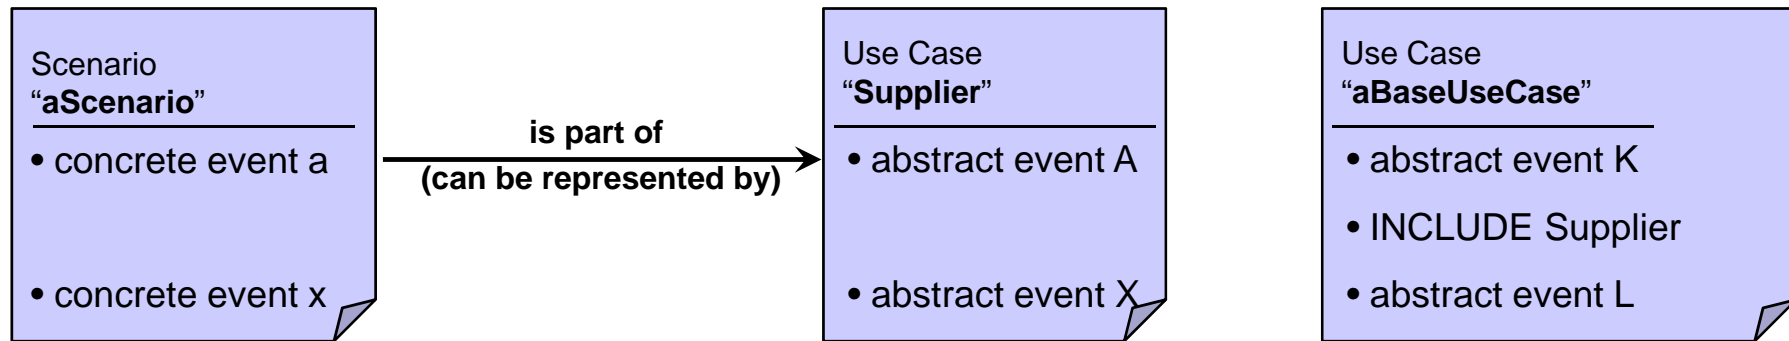 Scenario
“aScenario”
• concrete event a
• concrete event x
is part of
(can be represented by)
Use Case
“Supplier”
• abstract event A
• abstract event X
Use Case
“aBaseUseCase”
• abstract event K
• INCLUDE Supplier
• abstract event L